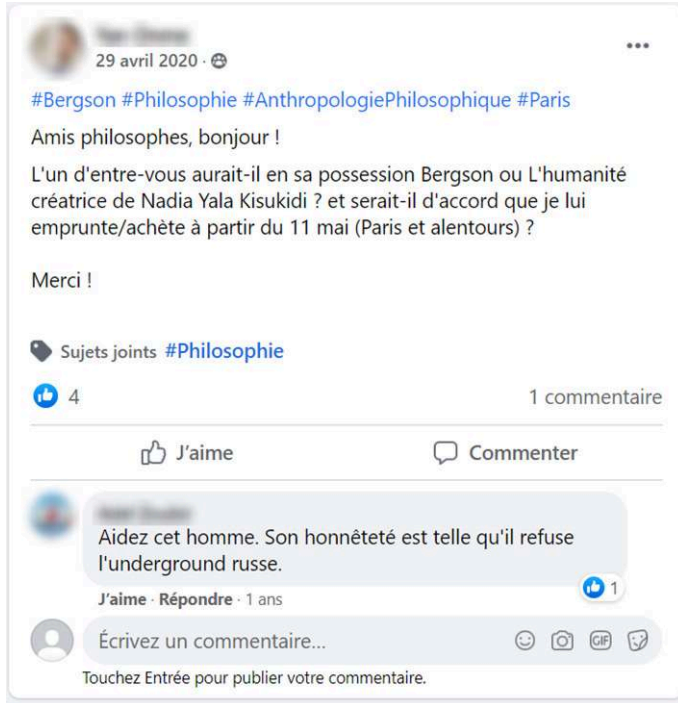 29 avril 2020 ·
#Bergson #Philosophie #AnthropologiePhilosophique #Paris
Amis philosophes, bonjour !
L'un d'entre-vous aurait-il en sa possession Bergson ou L'humanité
créatrice de Nadia Yala Kisukidi ? et serait-il d'accord que je lui
emprunte/achète à partir du 11 mai (Paris et alentours) ?
Merci !
Sujets joints #Philosophie
4 1 commentaire
J'aime Commenter
Aidez cet homme. Son honnêteté est telle qu'il refuse
l'underground russe.
1
J'aime · Répondre · 1 ans
Écrivez un commentaire... GIF
Touchez Entrée pour publier votre commentaire.